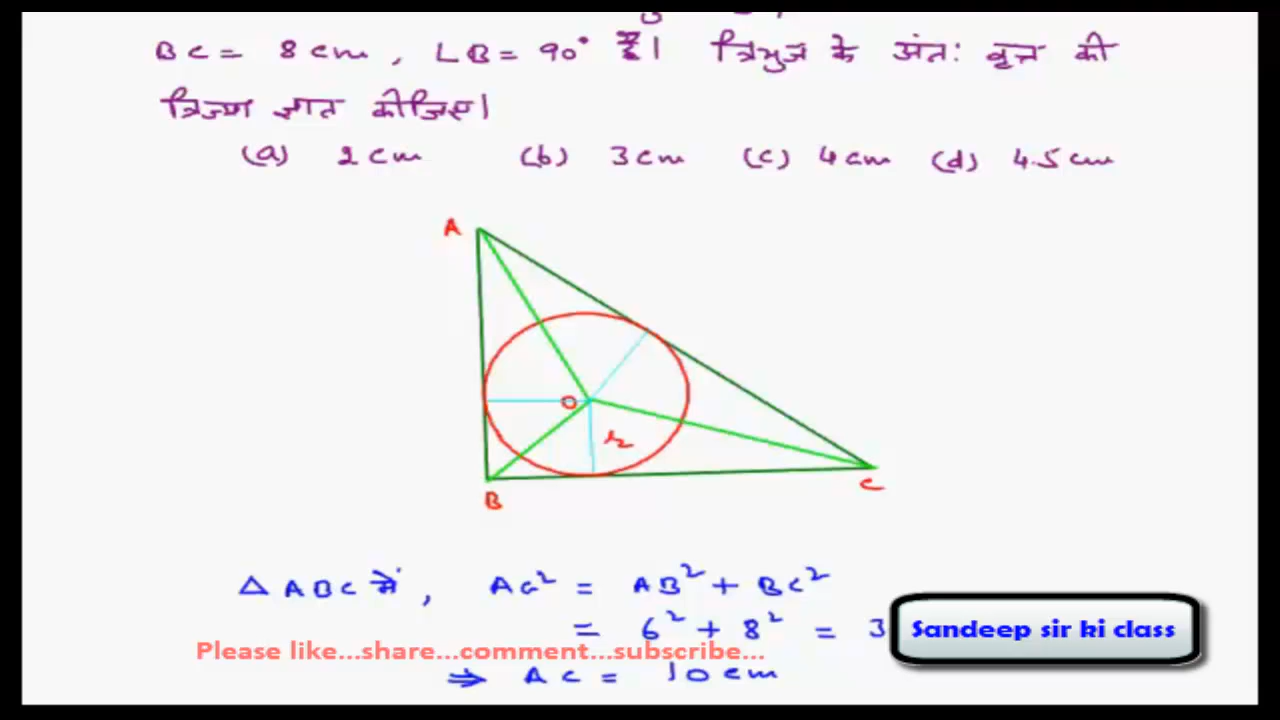 BC = 8 cm, ∠B = 90° है। त्रिभुज के अंतः वृत्त की
त्रिज्या ज्ञात कीजिए।
(a) 2 cm (b) 3 cm (c) 4 cm (d) 4.5 cm
A
O
r
B
C
Δ ABC में, AC² = AB² + BC²
= 6² + 8² = 3
Sandeep sir ki class
Please like...share...comment...subscribe...
⇒ AC = 10 cm